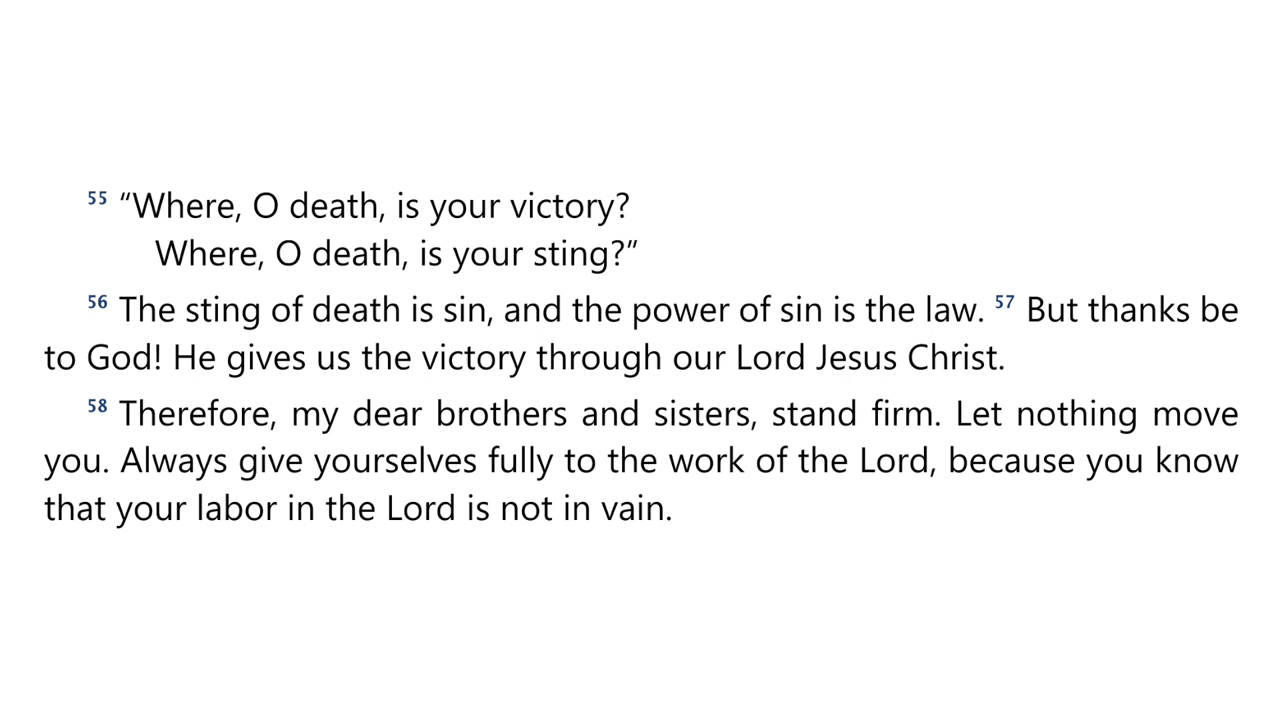 55 “Where, O death, is your victory?
Where, O death, is your sting?”
56 The sting of death is sin, and the power of sin is the law. 57 But thanks be
to God! He gives us the victory through our Lord Jesus Christ.
58 Therefore, my dear brothers and sisters, stand firm. Let nothing move
you. Always give yourselves fully to the work of the Lord, because you know
that your labor in the Lord is not in vain.